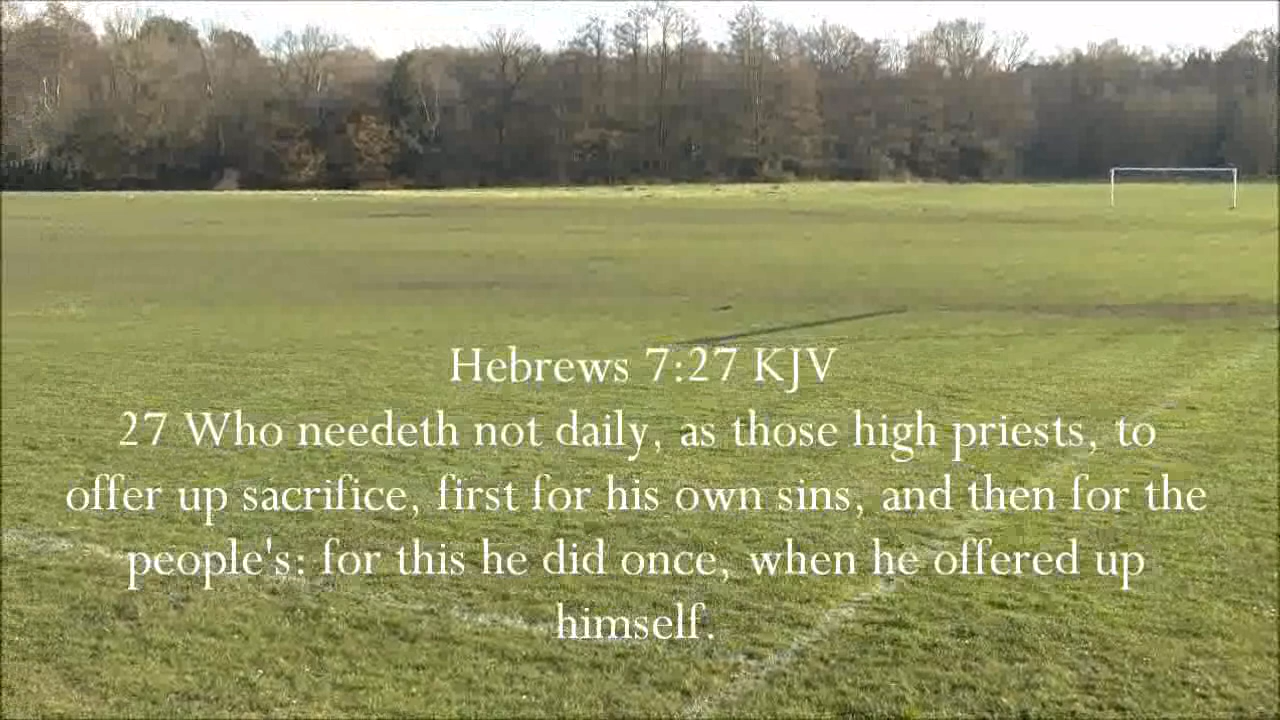 Hebrews 7:27 KJV
27 Who needeth not daily, as those high priests, to
offer up sacrifice, first for his own sins, and then for the
people's: for this he did once, when he offered up
himself.